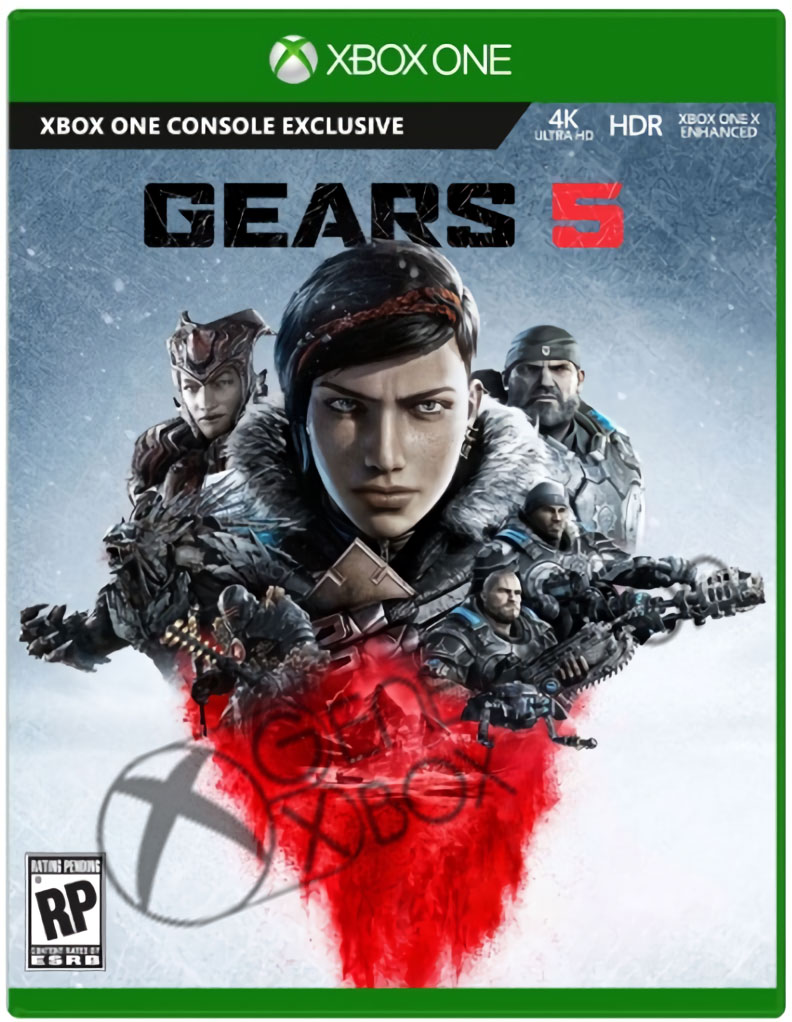 XBOX ONE
XBOX ONE CONSOLE EXCLUSIVE
4K
ULTRA HD
HDR
XBOX ONE X
ENHANCED
GEARS 5
XBOX
RATING PENDING
RP
CONTENT RATED BY
ESRB